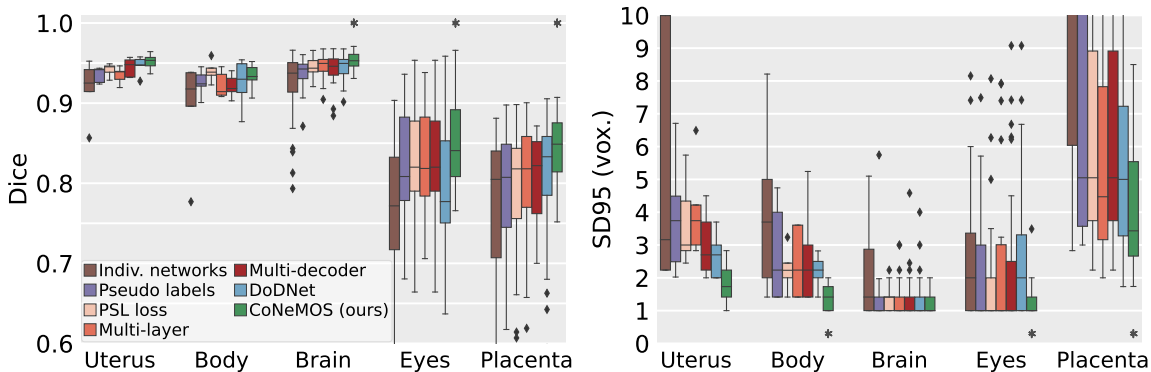 1.0
0.9
0.8
0.7
0.6
Dice
Indiv. networks
Pseudo labels
PSL loss
Multi-layer
Multi-decoder
DoDNet
CoNeMOS (ours)
Uterus Body Brain Eyes Placenta
10
9
8
7
6
5
4
3
2
1
0
SD95 (vox.)
Uterus Body Brain Eyes Placenta